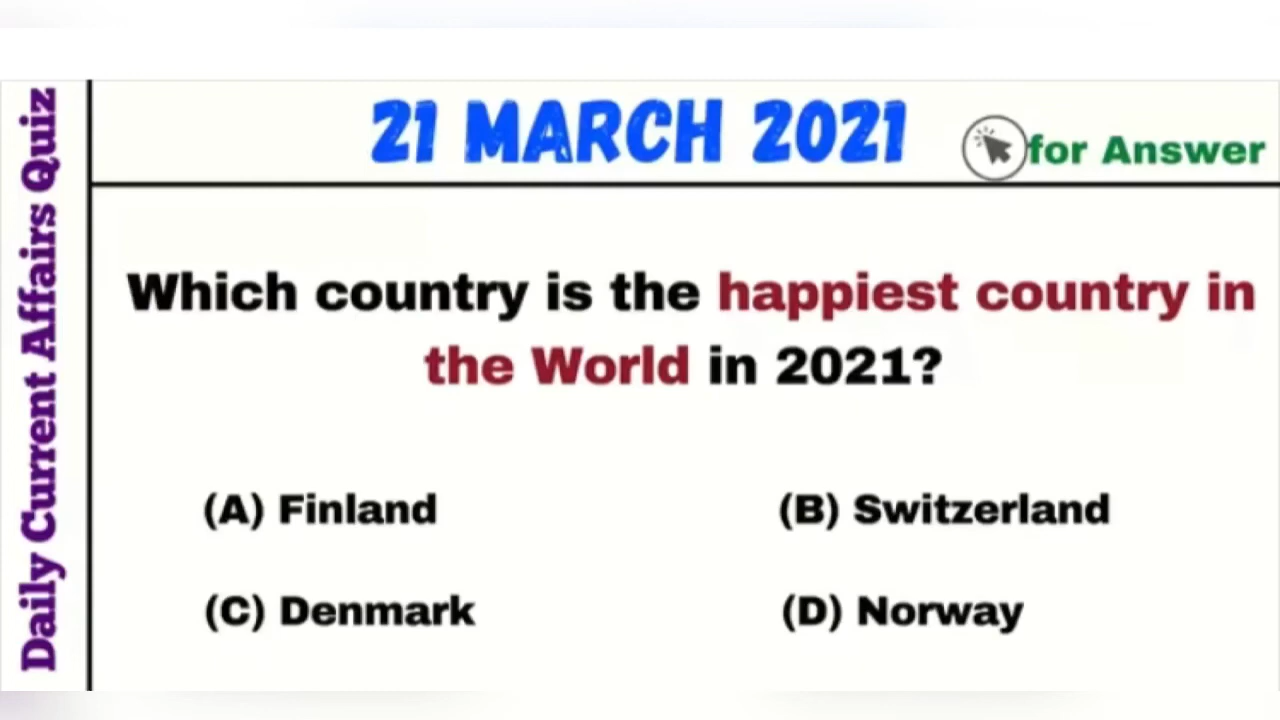 Daily Current Affairs Quiz
21 MARCH 2021
for Answer
Which country is the happiest country in
the World in 2021?
(A) Finland
(B) Switzerland
(C) Denmark
(D) Norway